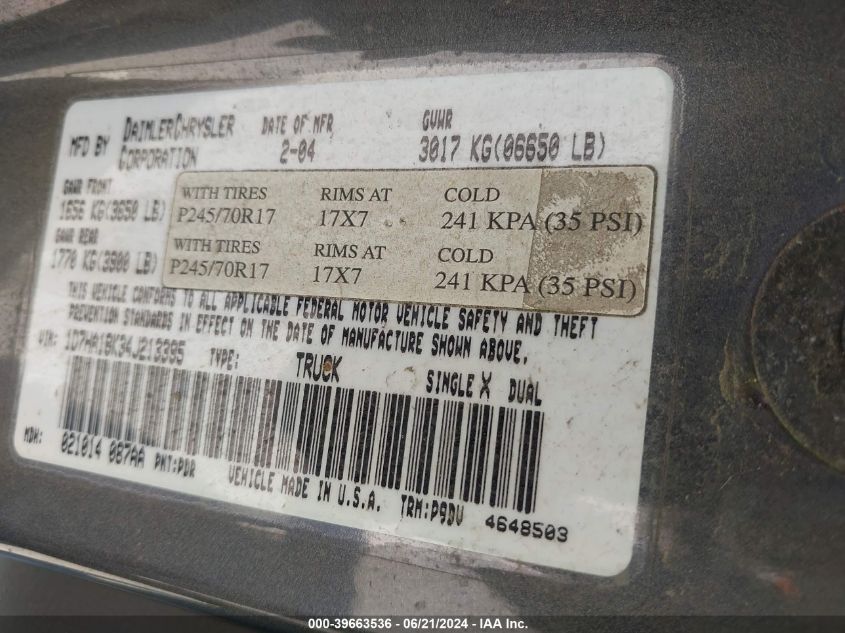 MFD BY DAIMLERCHRYSLER CORPORATION
DATE OF MFR
2-04
GVWR
3017 KG(06650 LB)
GAWR FRONT
1656 KG(3650 LB)
GAWR REAR
1770 KG(3900 LB)
WITH TIRES RIMS AT COLD
P245/70R17 17X7 241 KPA (35 PSI)
WITH TIRES RIMS AT COLD
P245/70R17 17X7 241 KPA (35 PSI)
THIS VEHICLE CONFORMS TO ALL APPLICABLE FEDERAL MOTOR VEHICLE SAFETY AND THEFT
PREVENTION STANDARDS IN EFFECT ON THE DATE OF MANUFACTURE SHOWN ABOVE.
VIN: 1D7HA18K34J213395 TYPE: TRUCK SINGLE X DUAL
MDH: 021014 087AA PNT:PDR VEHICLE MADE IN U.S.A. TRM:P9DV 4648503
000-39663536 - 06/21/2024 - IAAI Inc.